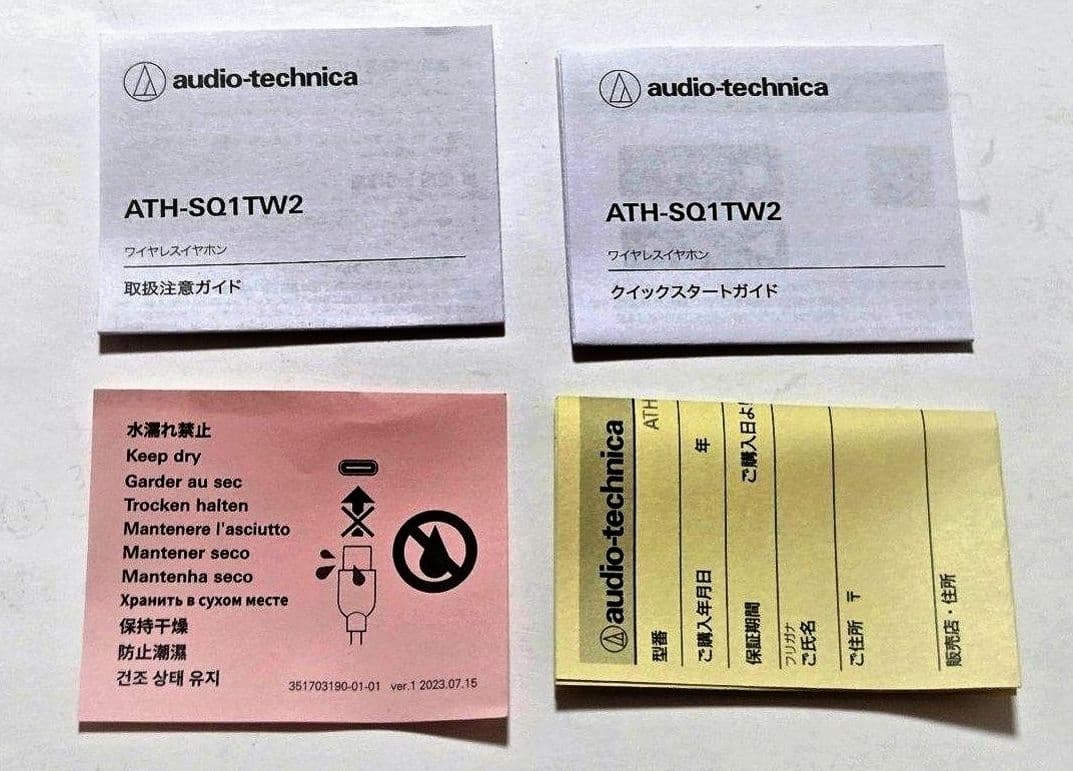 audio-technica
ATH-SQ1TW2
ワイヤレスイヤホン
取扱注意ガイド
audio-technica
ATH-SQ1TW2
ワイヤレスイヤホン
クイックスタートガイド
水濡れ禁止
Keep dry
Garder au sec
Trocken halten
Mantenere l'asciutto
Mantener seco
Mantenha seco
Хранить в сухом месте
保持干燥
防止潮濕
건조 상태 유지
351703190-01-01 ver.1 2023.07.15
audio-technica
型番 ATH
ご購入年月日 年
保証期間 ご購入日よ
フリガナ
ご氏名
ご住所 〒
販売店・住所